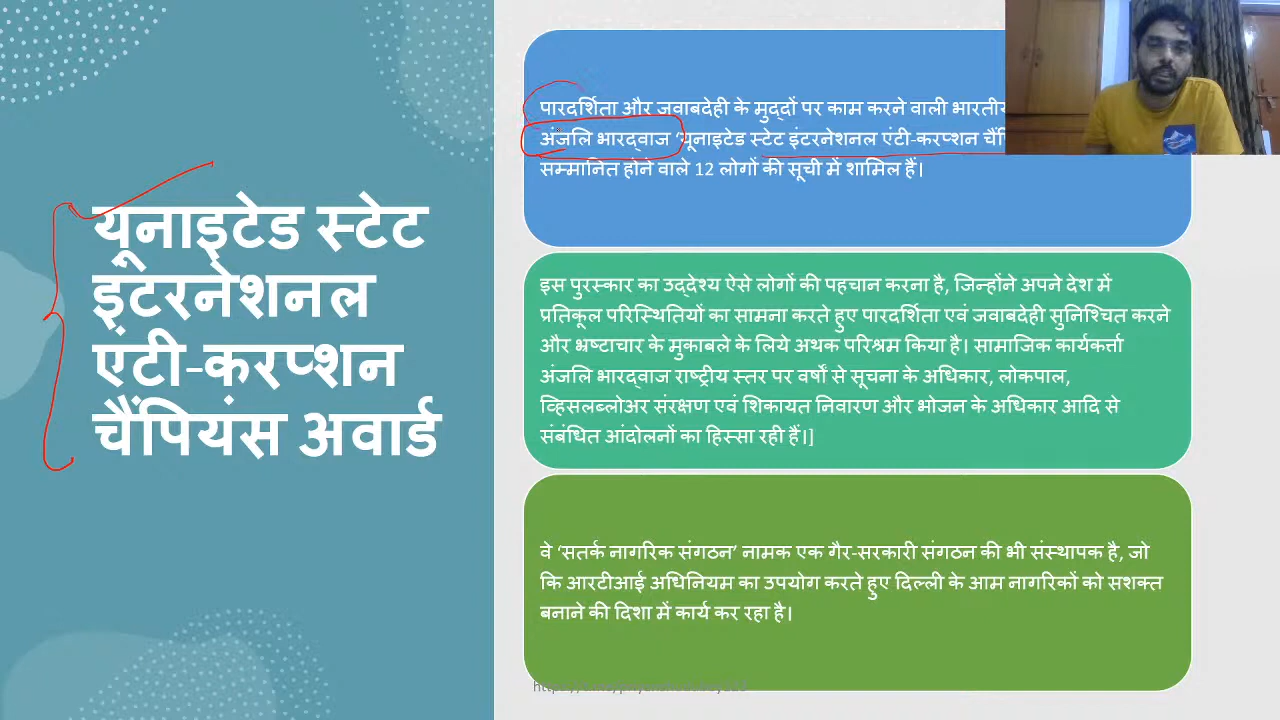 यूनाइटेड स्टेट
इंटरनेशनल
एंटी-करप्शन
चैंपियंस अवार्ड
पारदर्शिता और जवाबदेही के मुद्दों पर काम करने वाली
अंजलि भारद्वाज ‘यूनाइटेड स्टेट इंटरनेशनल एंटी-करप्शन
सम्मानित होने वाले 12 लोगों की सूची में शामिल हैं।
इस पुरस्कार का उद्देश्य ऐसे लोगों की पहचान करना है, जिन्होंने अपने देश में
प्रतिकूल परिस्थितियों का सामना करते हुए पारदर्शिता एवं जवाबदेही सुनिश्चित करने
और भ्रष्टाचार के मुकाबले के लिये अथक परिश्रम किया है। सामाजिक कार्यकर्त्ता
अंजलि भारद्वाज राष्ट्रीय स्तर पर वर्षों से सूचना के अधिकार, लोकपाल,
व्हिसलब्लोअर संरक्षण एवं शिकायत निवारण और भोजन के अधिकार आदि से
संबंधित आंदोलनों का हिस्सा रही हैं।]
वे ‘सतर्क नागरिक संगठन’ नामक एक गैर-सरकारी संगठन की भी संस्थापक है, जो
कि आरटीआई अधिनियम का उपयोग करते हुए दिल्ली के आम नागरिकों को सशक्त
बनाने की दिशा में कार्य कर रहा है।